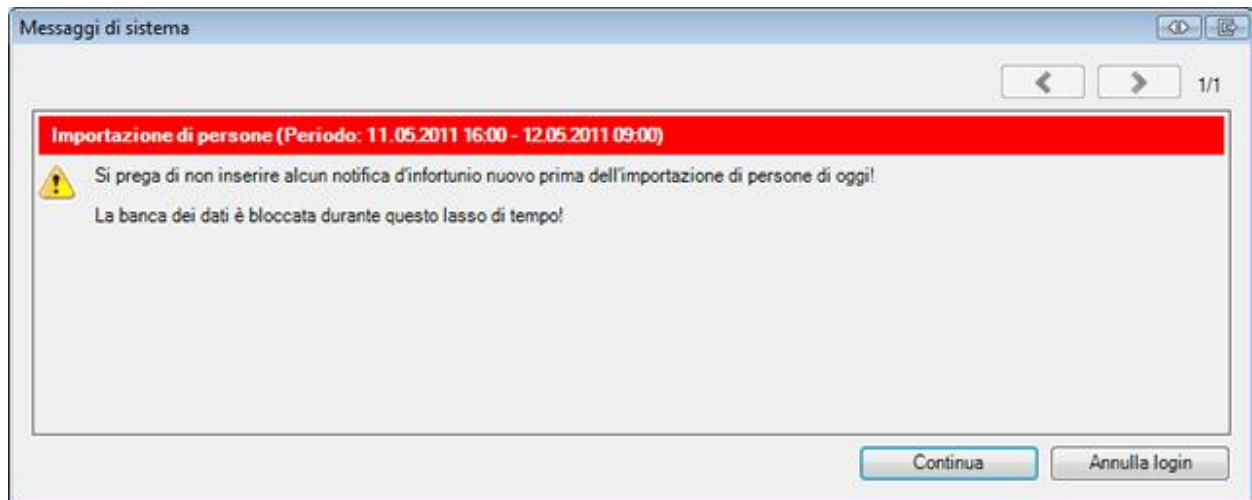 Messaggi di sistema
1/1
Importazione di persone (Periodo: 11.05.2011 16:00 - 12.05.2011 09:00)
Si prega di non inserire alcun notifica d'infortunio nuovo prima dell'importazione di persone di oggi!
La banca dei dati è bloccata durante questo lasso di tempo!
Continua Annulla login